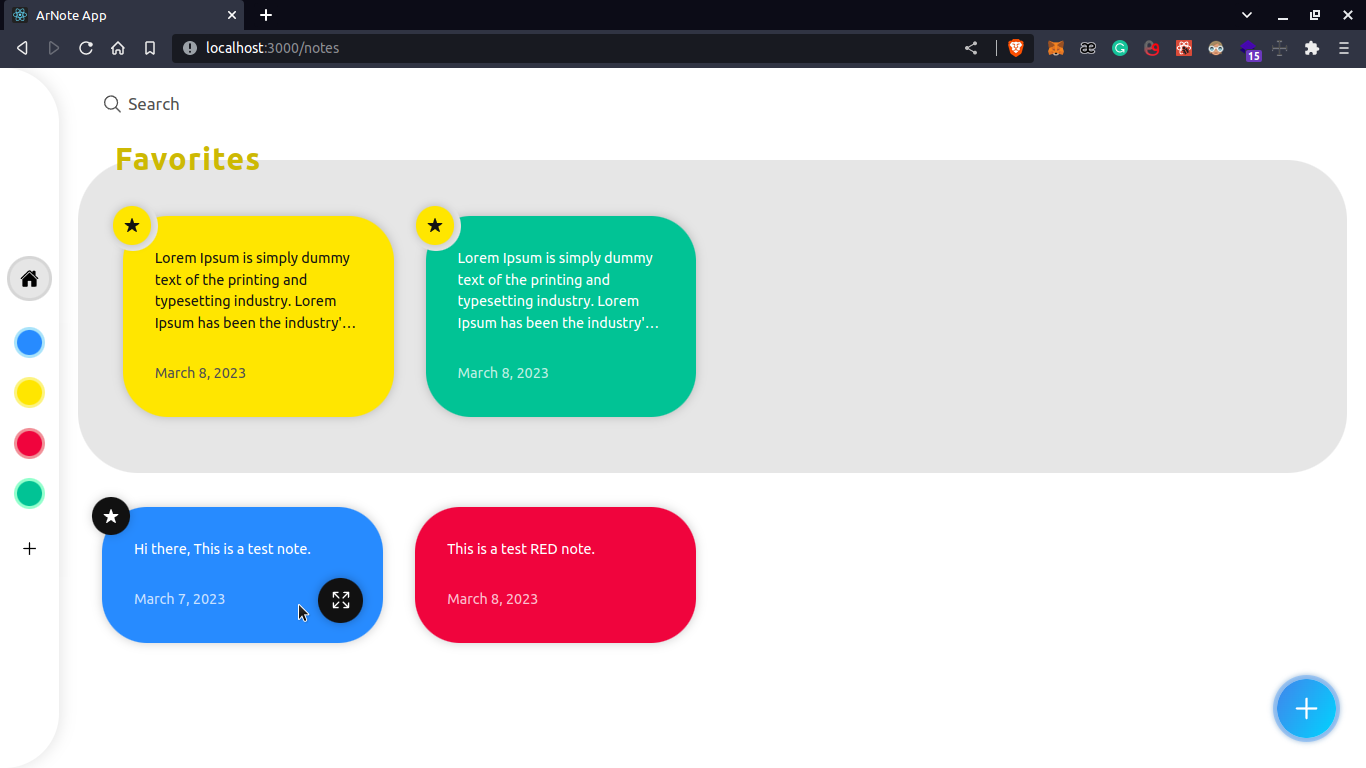 ArNote App
localhost:3000/notes
15
Search
Favorites
Lorem Ipsum is simply dummy
text of the printing and
typesetting industry. Lorem
Ipsum has been the industry'…
March 8, 2023
Lorem Ipsum is simply dummy
text of the printing and
typesetting industry. Lorem
Ipsum has been the industry'…
March 8, 2023
Hi there, This is a test note.
March 7, 2023
This is a test RED note.
March 8, 2023